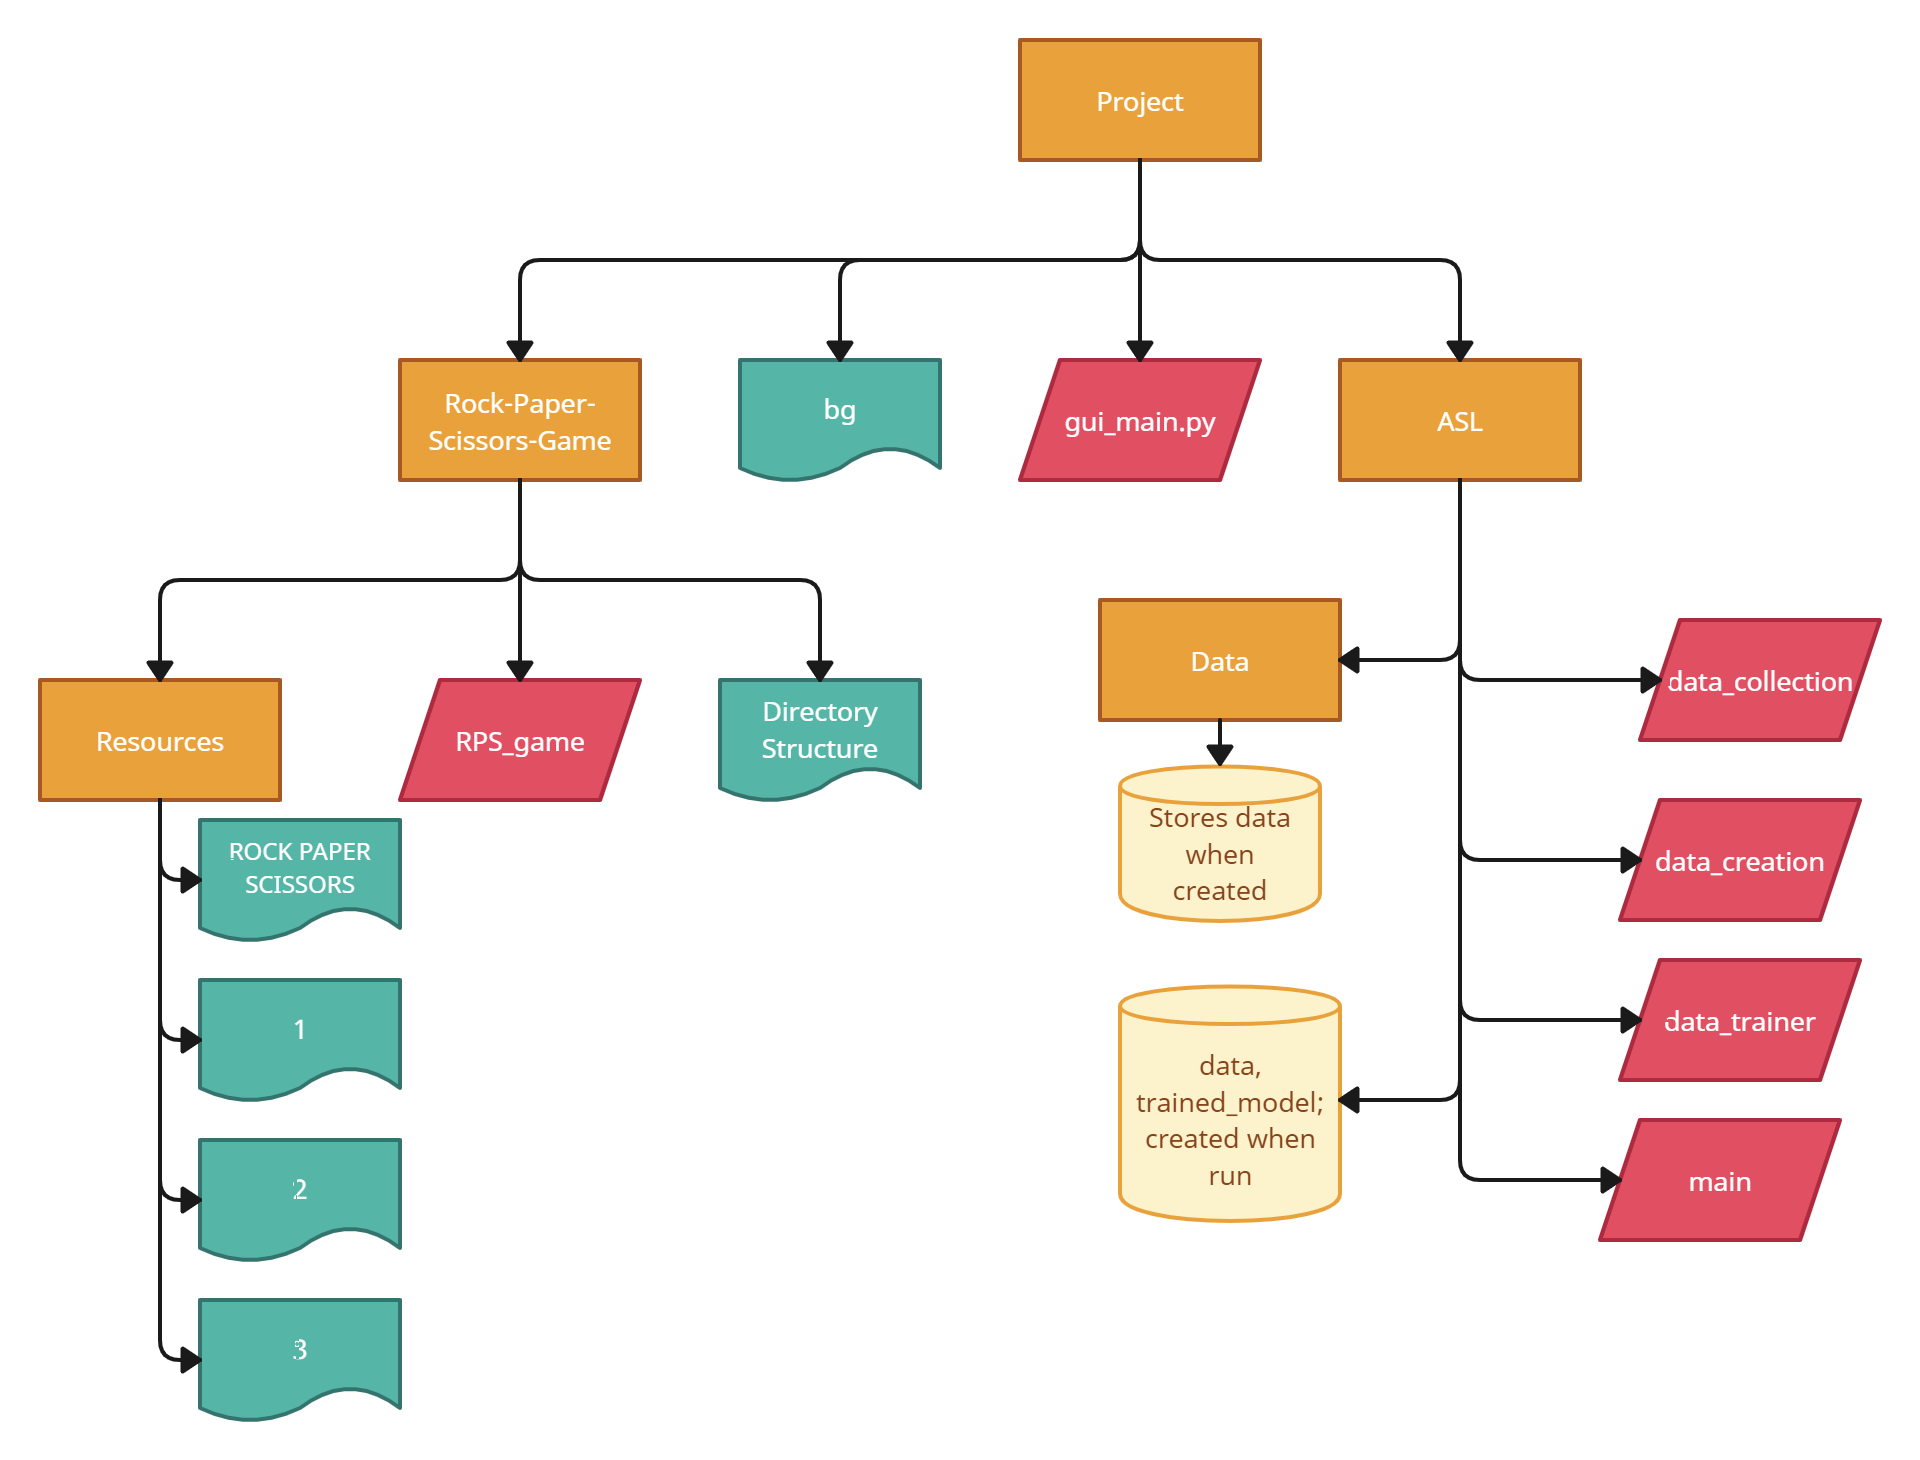 Project
Rock-Paper-
Scissors-Game
bg
gui_main.py
ASL
Data
data_collection
Resources
RPS_game
Directory
Structure
Stores data
when
created
ROCK PAPER
SCISSORS
data_creation
1
data_trainer
data,
trained_model;
created when
run
2
main
3